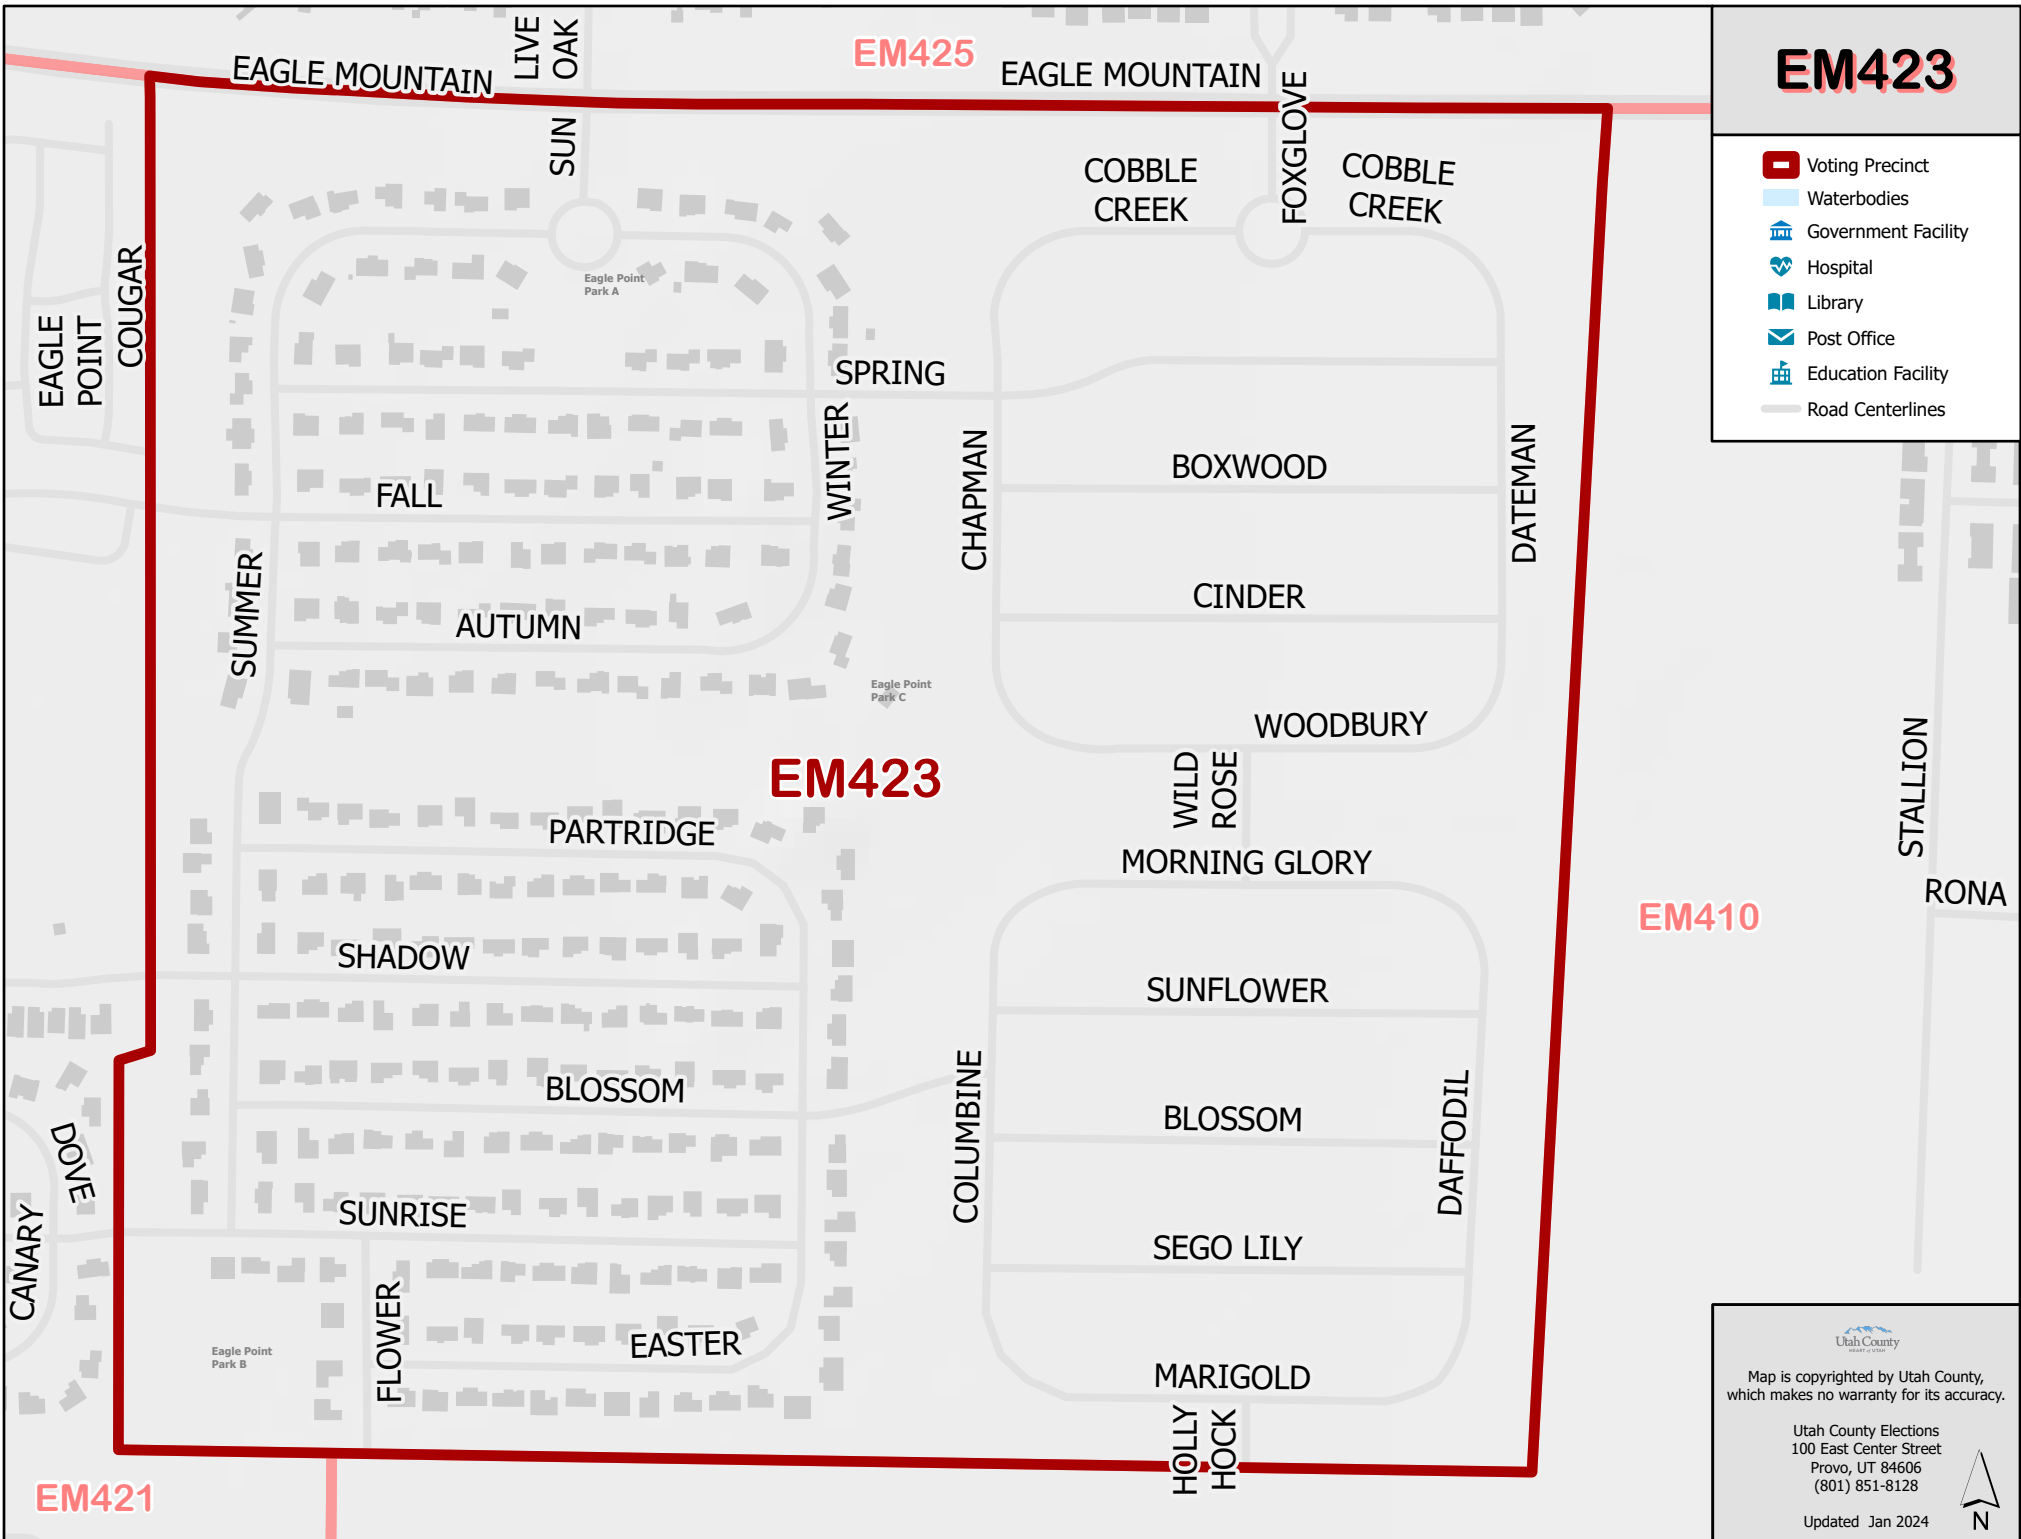 EM423
Voting Precinct
Waterbodies
Government Facility
Hospital
Library
Post Office
Education Facility
Road Centerlines
LIVE
OAK
EM425
EAGLE MOUNTAIN
EAGLE MOUNTAIN
SUN
FOXGLOVE
COBBLE
CREEK
COBBLE
CREEK
COUGAR
EAGLE
POINT
Eagle Point
Park A
SPRING
WINTER
CHAPMAN
BOXWOOD
DATEMAN
FALL
SUMMER
CINDER
AUTUMN
Eagle Point
Park C
WOODBURY
EM423
WILD
ROSE
STALLION
PARTRIDGE
MORNING GLORY
RONA
EM410
SHADOW
SUNFLOWER
BLOSSOM
COLUMBINE
BLOSSOM
DAFFODIL
DOVE
CANARY
SUNRISE
SEGO LILY
FLOWER
EASTER
Eagle Point
Park B
MARIGOLD
HOLLY
HOCK
EM421
Utah County
HEART of UTAH
Map is copyrighted by Utah County,
which makes no warranty for its accuracy.
Utah County Elections
100 East Center Street
Provo, UT 84606
(801) 851-8128
Updated Jan 2024
N